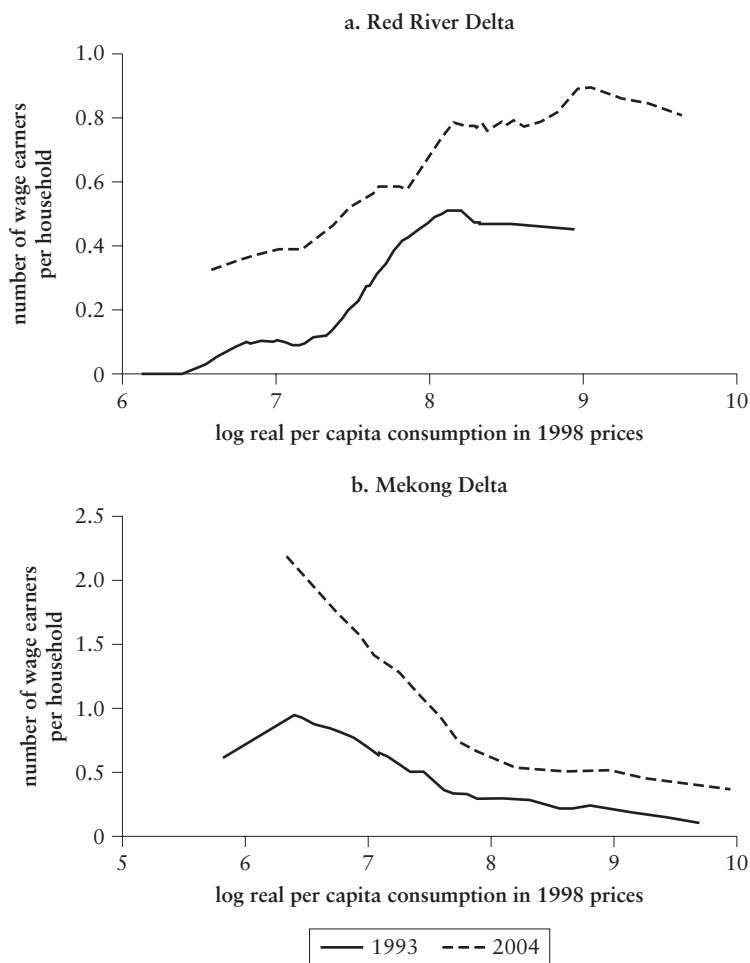 a. Red River Delta
1.0
0.8
0.6
0.4
0.2
0
number of wage earners
per household
6 7 8 9 10
log real per capita consumption in 1998 prices
b. Mekong Delta
2.5
2.0
1.5
1.0
0.5
0
number of wage earners
per household
5 6 7 8 9 10
log real per capita consumption in 1998 prices
1993 2004